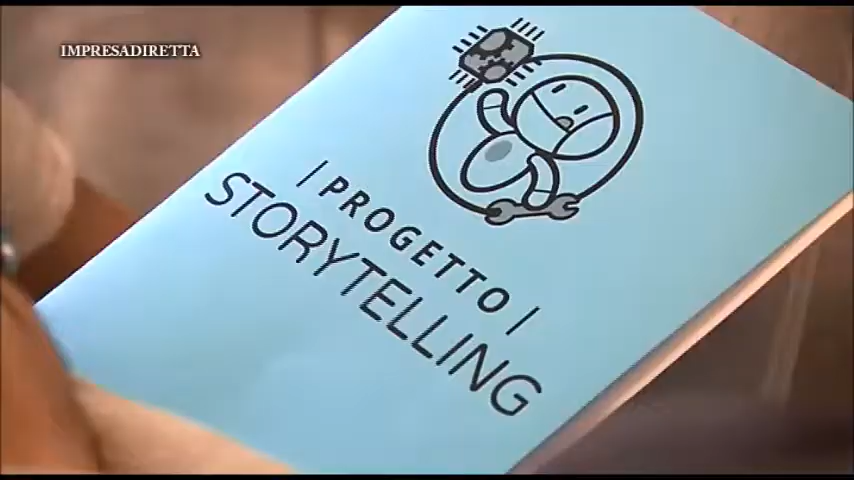 IMPRESADIRETTA
| PROGETTO |
STORYTELLING